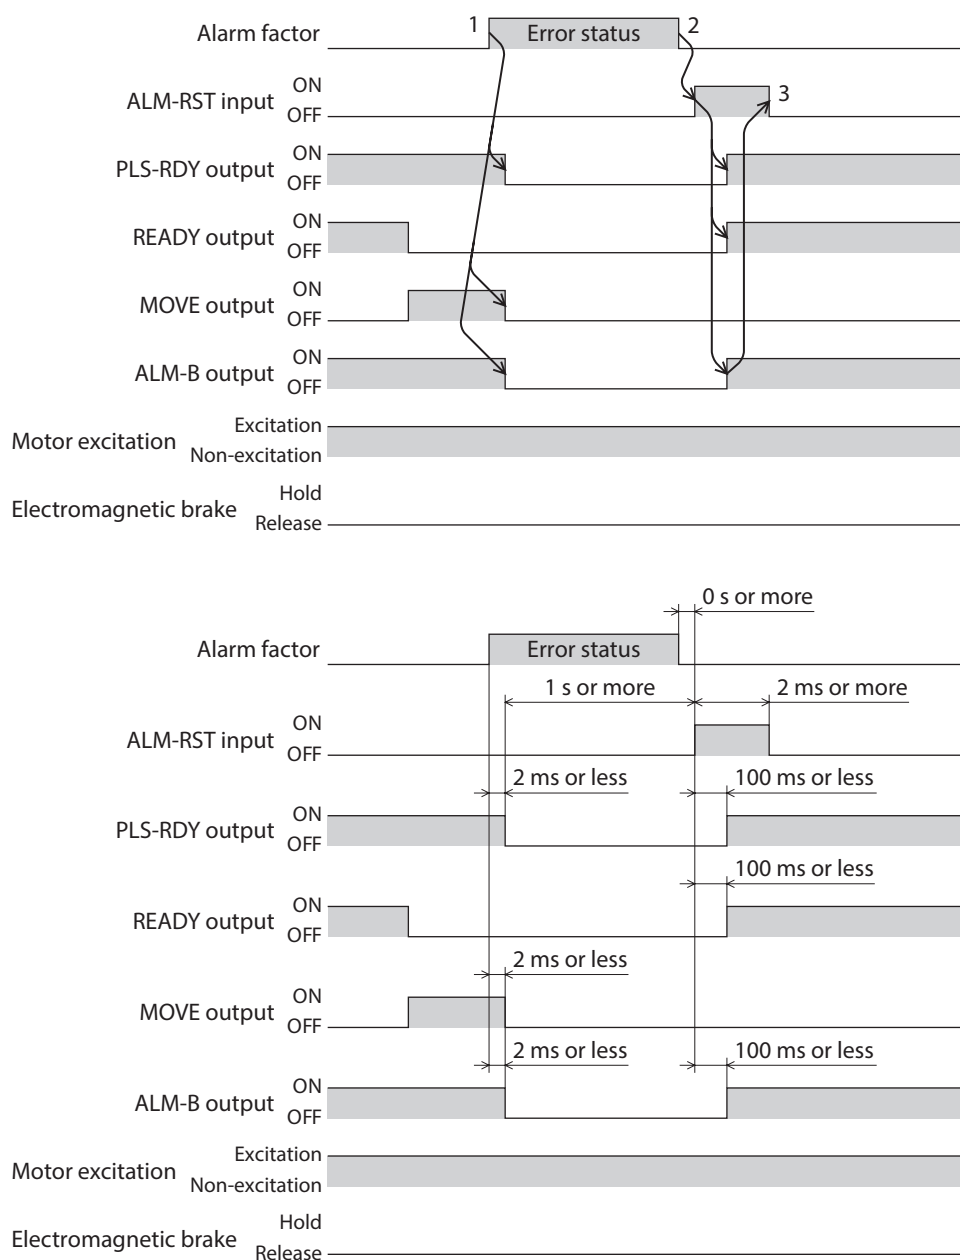 1 Error status 2
Alarm factor
ON
ALM-RST input
OFF
3
ON
PLS-RDY output
OFF
ON
READY output
OFF
ON
MOVE output
OFF
ON
ALM-B output
OFF
Excitation
Motor excitation
Non-excitation
Hold
Electromagnetic brake
Release
0 s or more
Alarm factor
Error status
1 s or more
2 ms or more
ON
ALM-RST input
OFF
2 ms or less
100 ms or less
ON
PLS-RDY output
OFF
100 ms or less
ON
READY output
OFF
2 ms or less
ON
MOVE output
OFF
2 ms or less
100 ms or less
ON
ALM-B output
OFF
Excitation
Motor excitation
Non-excitation
Hold
Electromagnetic brake
Release